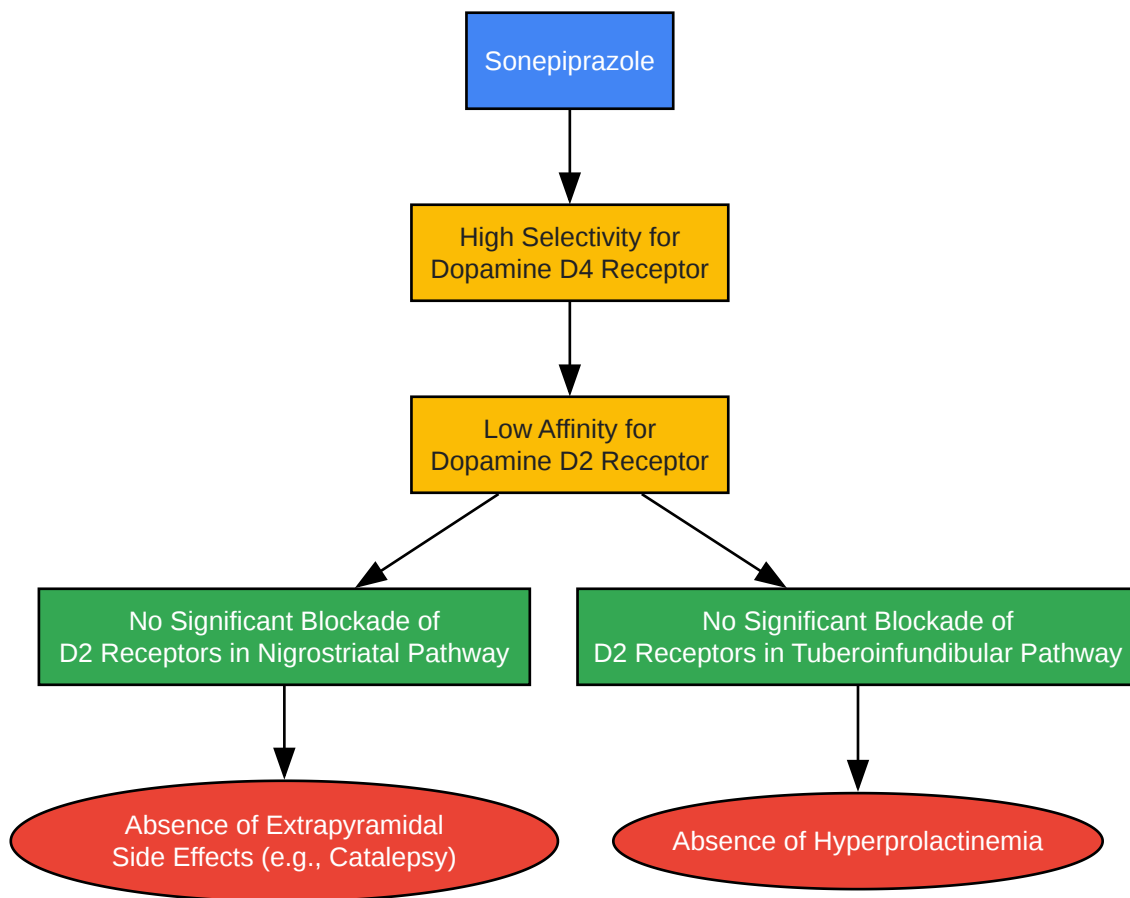 Sonepiprazole
High Selectivity for
Dopamine D4 Receptor
Low Affinity for
Dopamine D2 Receptor
No Significant Blockade of
D2 Receptors in Nigrostriatal Pathway
No Significant Blockade of
D2 Receptors in Tuberoinfundibular Pathway
Absence of Extrapyramidal
Side Effects (e.g., Catalepsy)
Absence of Hyperprolactinemia